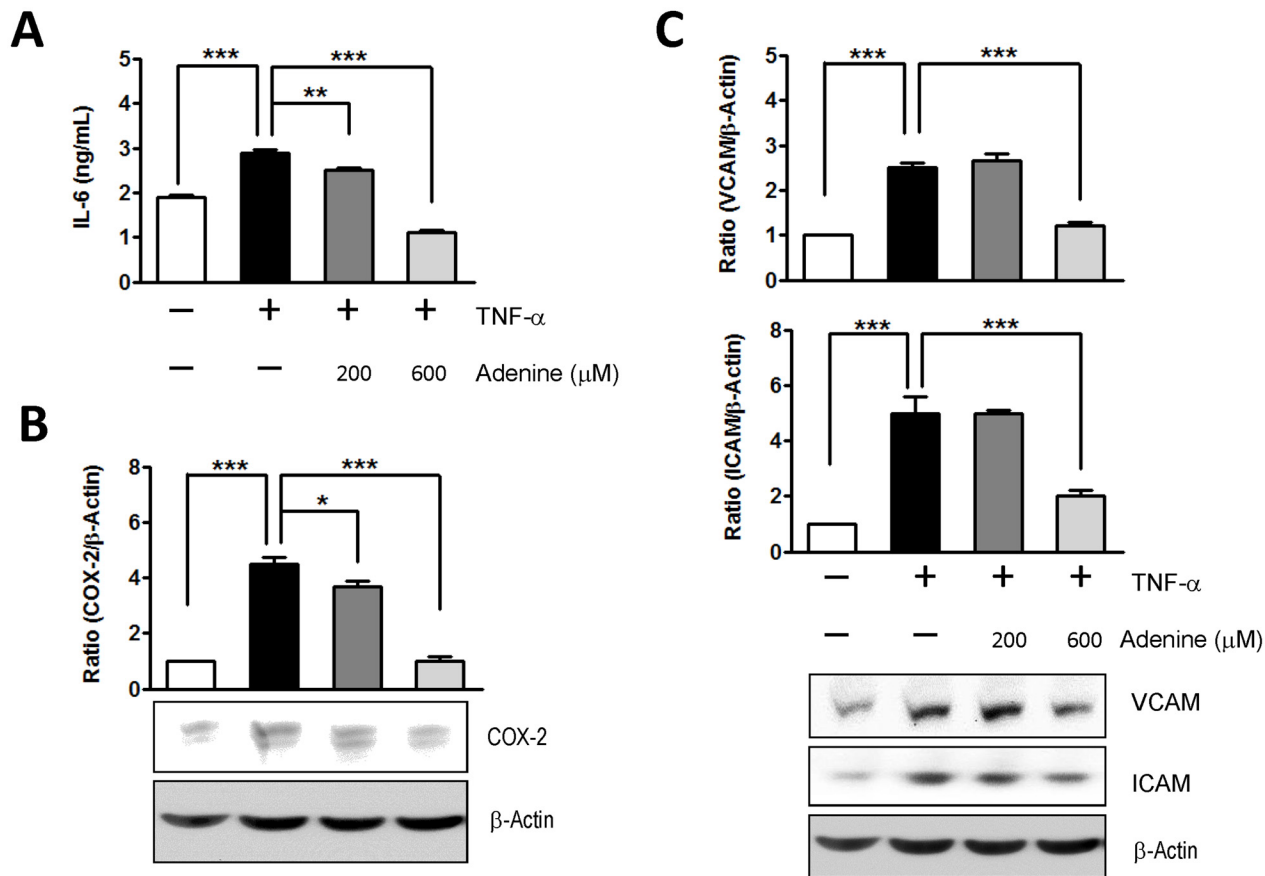 A
IL-6 (ng/mL)
5
4
3
2
1
0
***
***
**
− + + + TNF-α
− − 200 600 Adenine (μM)
B
Ratio (COX-2/β-Actin)
8
6
4
2
0
***
***
*
COX-2
β-Actin
C
Ratio (VCAM/β-Actin)
5
4
3
2
1
0
***
***
Ratio (ICAM/β-Actin)
8
6
4
2
0
***
***
− + + + TNF-α
− − 200 600 Adenine (μM)
VCAM
ICAM
β-Actin